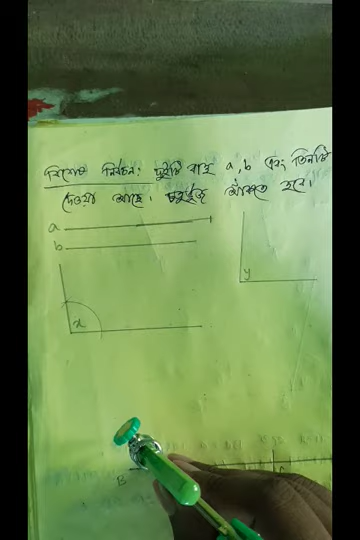 বিশেষ নির্বচন: দুইটি বাহু a, b এবং তিনটি
দেওয়া আছে। চতুর্ভুজ আঁকতে হবে।
a
b
x
y
B
C